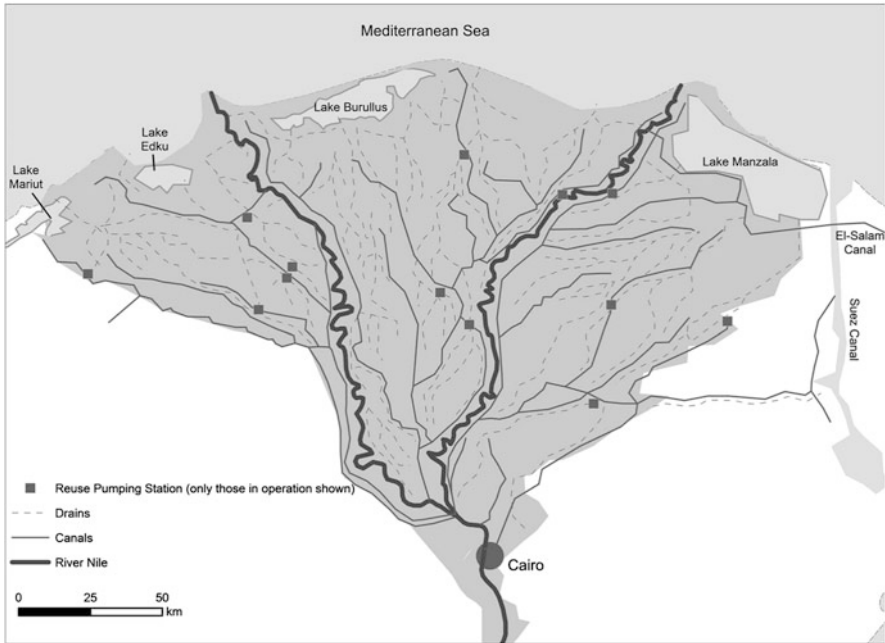 Mediterranean Sea
Lake Burullus
Lake
Edku
Lake
Mariut
Lake Manzala
El-Salam
Canal
Suez Canal
Reuse Pumping Station (only those in operation shown)
Drains
Canals
River Nile
Cairo
0 25 50
km